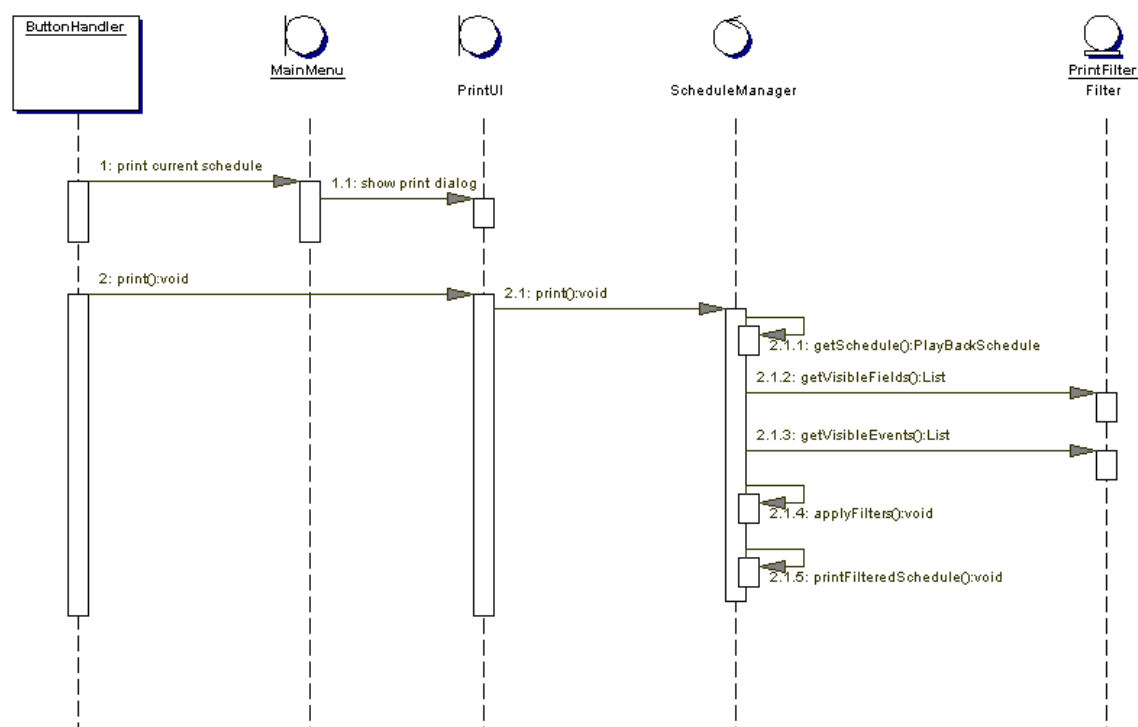 ButtonHandler
MainMenu
PrintUI
ScheduleManager
PrintFilter
Filter
1: print current schedule
1.1: show print dialog
2: print():void
2.1: print():void
2.1.1: getSchedule():PlayBackSchedule
2.1.2: getVisibleFields():List
2.1.3: getVisibleEvents():List
2.1.4: applyFilters():void
2.1.5: printFilteredSchedule():void